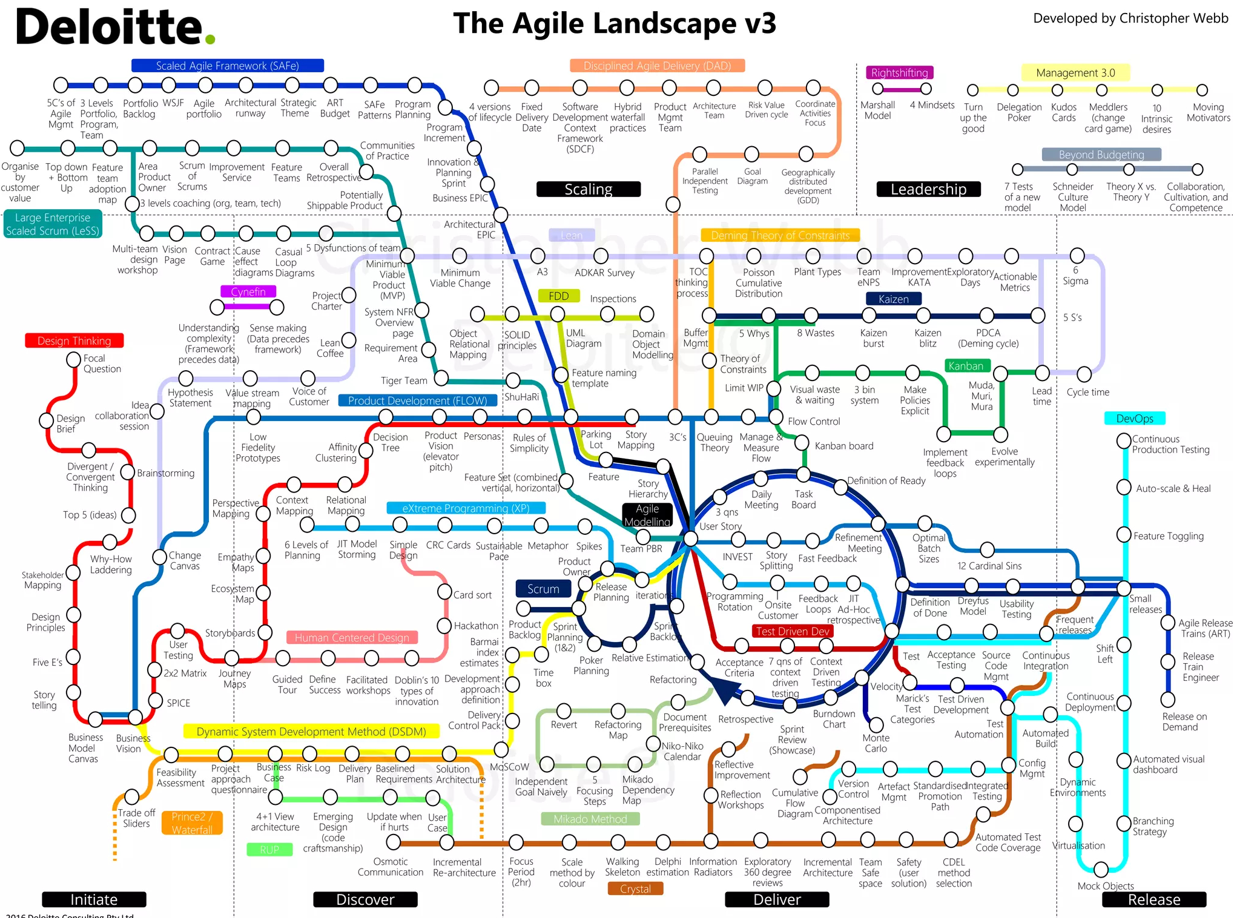 Deloitte.
The Agile Landscape v3
Developed by Christopher Webb
Scaled Agile Framework (SAFe)
5C's of
Agile
Mgmt
3 Levels
Portfolio,
Program,
Team
Portfolio
Backlog
WSJF
Agile
portfolio
Architectural
runway
Strategic
Theme
ART
Budget
SAFe
Patterns
Program
Planning
Program
Increment
Innovation &
Planning
Sprint
Business EPIC
Architectural
EPIC
Disciplined Agile Delivery (DAD)
4 versions
of lifecycle
Fixed
Delivery
Date
Software
Development
Context
Framework
(SDCF)
Hybrid
waterfall
practices
Product
Mgmt
Team
Architecture
Team
Risk Value
Driven cycle
Coordinate
Activities
Focus
Parallel
Independent
Testing
Goal
Diagram
Geographically
distributed
development
(GDD)
Scaling
Rightshifting
Marshall
Model
4 Mindsets
Management 3.0
Turn
up the
good
Delegation
Poker
Kudos
Cards
Meddlers
(change
card game)
10
Intrinsic
desires
Moving
Motivators
Beyond Budgeting
7 Tests
of a new
model
Schneider
Culture
Model
Theory X vs.
Theory Y
Collaboration,
Cultivation, and
Competence
Leadership
Organise
by
customer
value
Top down
+ Bottom
Up
Feature
team
adoption
map
Area
Product
Owner
Scrum
of
Scrums
Improvement
Service
Feature
Teams
Overall
Retrospective
Communities
of Practice
Potentially
Shippable Product
3 levels coaching (org, team, tech)
Large Enterprise
Scaled Scrum (LeSS)
Multi-team
design
workshop
Vision
Page
Contract
Game
Cause
effect
diagrams
Casual
Loop
Diagrams
5 Dysfunctions of team
Christopher Webb
Deloitte©
Minimum
Viable
Product
(MVP)
System NFR
Overview
page
Requirement
Area
Tiger Team
ShuHaRi
Lean
Minimum
Viable Change
A3
ADKAR Survey
Deming Theory of Constraints
TOC
thinking
process
Poisson
Cumulative
Distribution
Plant Types
Team
eNPS
Improvement
KATA
Exploratory
Days
Actionable
Metrics
6
Sigma
5 S's
Cynefin
Understanding
complexity
(Framework
precedes data)
Sense making
(Data precedes
framework)
Project
Charter
Lean
Coffee
FDD
Inspections
Object
Relational
Mapping
SOLID
principles
UML
Diagram
Domain
Object
Modelling
Feature naming
template
Kaizen
Buffer
Mgmt
5 Whys
8 Wastes
Kaizen
burst
Kaizen
blitz
PDCA
(Deming cycle)
Theory of
Constraints
Limit WIP
Visual waste
& waiting
3 bin
system
Make
Policies
Explicit
Kanban
Muda,
Muri,
Mura
Lead
time
Cycle time
Implement
feedback
loops
Evolve
experimentally
Design Thinking
Focal
Question
Design
Brief
Divergent /
Convergent
Thinking
Brainstorming
Top 5 (ideas)
Why-How
Laddering
Stakeholder
Mapping
Design
Principles
Five E's
Story
telling
Business
Model
Canvas
Business
Vision
SPICE
2x2 Matrix
User
Testing
Journey
Maps
Storyboards
Ecosystem
Map
Empathy
Maps
Perspective
Mapping
Context
Mapping
Relational
Mapping
Affinity
Clustering
Idea
collaboration
session
Hypothesis
Statement
Value stream
mapping
Voice of
Customer
Change
Canvas
Product Development (FLOW)
Low
Fidelity
Prototypes
Decision
Tree
Product
Vision
(elevator
pitch)
Personas
Rules of
Simplicity
Parking
Lot
Story
Mapping
3C's
Queuing
Theory
Manage &
Measure
Flow
Flow Control
Kanban board
Feature Set (combined,
vertical, horizontal)
Feature
Story
Hierarchy
Agile
Modelling
Team PBR
User Story
3 qns
Daily
Meeting
Task
Board
Definition of Ready
eXtreme Programming (XP)
6 Levels of
Planning
JIT Model
Storming
Simple
Design
CRC Cards
Sustainable
Pace
Metaphor
Spikes
INVEST
Story
Splitting
Fast Feedback
Refinement
Meeting
Optimal
Batch
Sizes
12 Cardinal Sins
Programming
Rotation
Onsite
Customer
Feedback
Loops
JIT
Ad-Hoc
retrospective
Definition
of Done
Dreyfus
Model
Usability
Testing
Frequent
releases
Small
releases
Card sort
Hackathon
Human Centered Design
Guided
Tour
Define
Success
Facilitated
workshops
Doblin's 10
types of
innovation
Scrum
Product
Backlog
Product
Owner
Release
Planning
iteration
Sprint
Planning
(1&2)
Poker
Planning
Relative Estimation
Sprint
Backlog
Refactoring
Test Driven Dev
Acceptance
Criteria
7 qns of
context
driven
testing
Context
Driven
Testing
Test
Acceptance
Testing
Source
Code
Mgmt
Continuous
Integration
Velocity
Marick's
Test
Categories
Test Driven
Development
Test
Automation
Monte
Carlo
Burndown
Chart
Sprint
Review
(Showcase)
Retrospective
Barmai
index
estimates
Time
box
Development
approach
definition
Delivery
Control Pack
MoSCoW
Dynamic System Development Method (DSDM)
Feasibility
Assessment
Project
approach
questionnaire
Business
Case
Risk Log
Delivery
Plan
Baselined
Requirements
Solution
Architecture
Trade off
Sliders
Prince2 /
Waterfall
RUP
4+1 View
architecture
Emerging
Design
(code
craftsmanship)
Update when
if hurts
User
Case
Revert
Refactoring
Map
Document
Prerequisites
Niko-Niko
Calendar
Independent
Goal Naively
5
Focusing
Steps
Mikado
Dependency
Map
Mikado Method
Deloitte©
Reflective
Improvement
Reflection
Workshops
Cumulative
Flow
Diagram
Version
Control
Componentised
Architecture
Artefact
Mgmt
Standardised
Promotion
Path
Integrated
Testing
Config
Mgmt
Automated Test
Code Coverage
Osmotic
Communication
Incremental
Re-architecture
Focus
Period
(2hr)
Scale
method by
colour
Walking
Skeleton
Delphi
estimation
Information
Radiators
Exploratory
360 degree
reviews
Incremental
Architecture
Team
Safe
space
Safety
(user
solution)
CDEL
method
selection
Crystal
DevOps
Continuous
Production Testing
Auto-scale & Heal
Feature Toggling
Shift
Left
Continuous
Deployment
Automated visual
dashboard
Branching
Strategy
Mock Objects
Virtualisation
Dynamic
Environments
Automated
Build
Agile Release
Trains (ART)
Release
Train
Engineer
Release on
Demand
Initiate
Discover
Deliver
Release
2016 Deloitte Consulting Pty Ltd